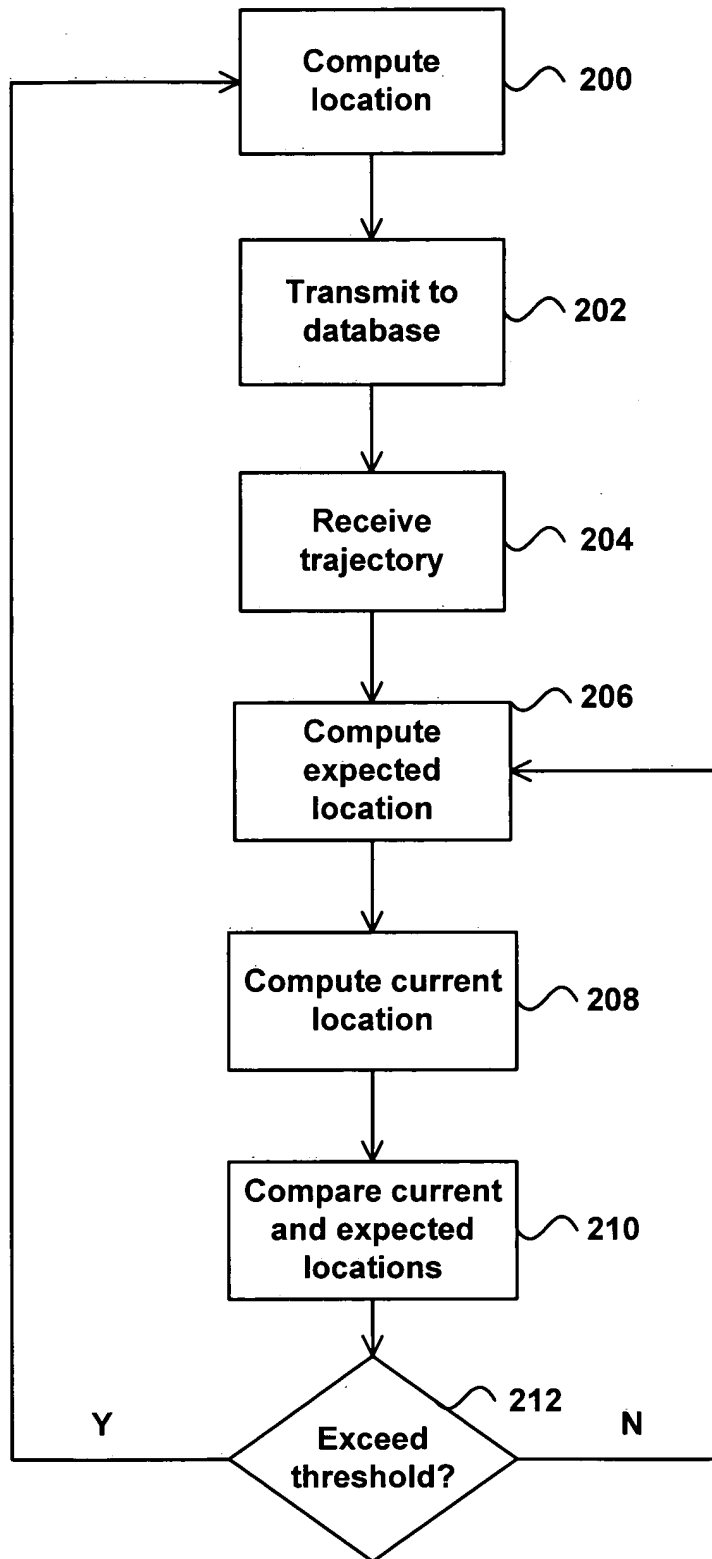 Compute
location
200
Transmit to
database
202
Receive
trajectory
204
206
Compute
expected
location
Compute current
location
208
Compare current
and expected
locations
210
212
Y
N
Exceed
threshold?